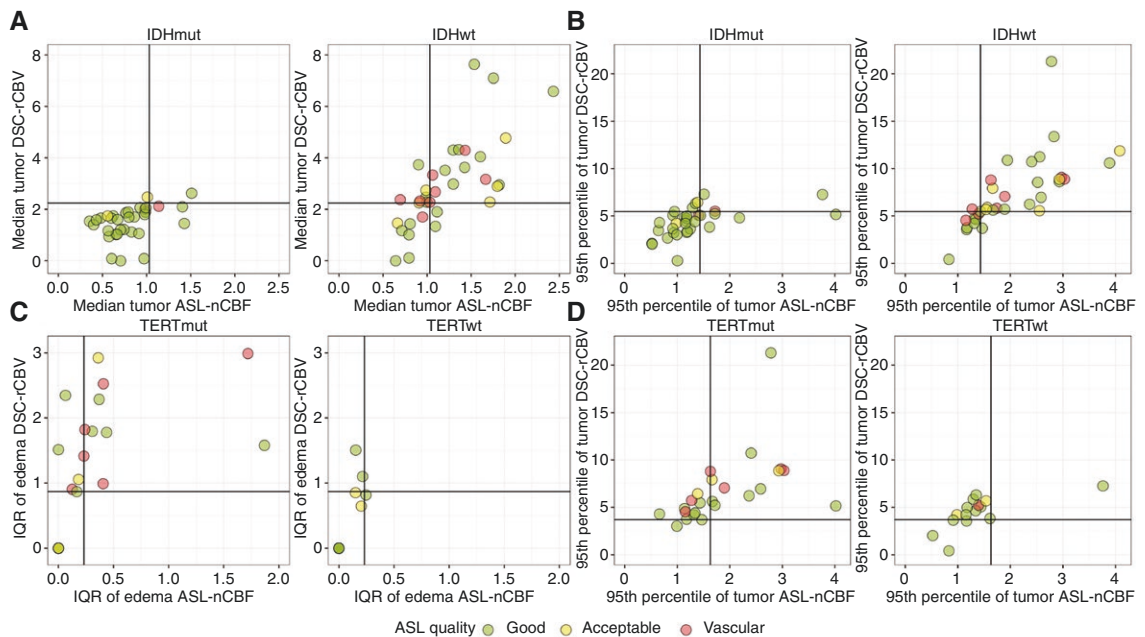 A
IDHmut
IDHwt
Median tumor DSC-rCBV
8
6
4
2
0
0.0 0.5 1.0 1.5 2.0 2.5
Median tumor ASL-nCBF
Median tumor DSC-rCBV
8
6
4
2
0
0.0 0.5 1.0 1.5 2.0 2.5
Median tumor ASL-nCBF
B
IDHmut
IDHwt
95th percentile of tumor DSC-rCBV
20
15
10
5
0
0 1 2 3 4
95th percentile of tumor ASL-nCBF
95th percentile of tumor DSC-rCBV
20
15
10
5
0
0 1 2 3 4
95th percentile of tumor ASL-nCBF
C
TERTmut
TERTwt
IQR of edema DSC-rCBV
3
2
1
0
0.0 0.5 1.0 1.5 2.0
IQR of edema ASL-nCBF
IQR of edema DSC-rCBV
3
2
1
0
0.0 0.5 1.0 1.5 2.0
IQR of edema ASL-nCBF
D
TERTmut
TERTwt
95th percentile of tumor DSC-rCBV
20
15
10
5
0
0 1 2 3 4
95th percentile of tumor ASL-nCBF
95th percentile of tumor DSC-rCBV
20
15
10
5
0
0 1 2 3 4
95th percentile of tumor ASL-nCBF
ASL quality Good Acceptable Vascular